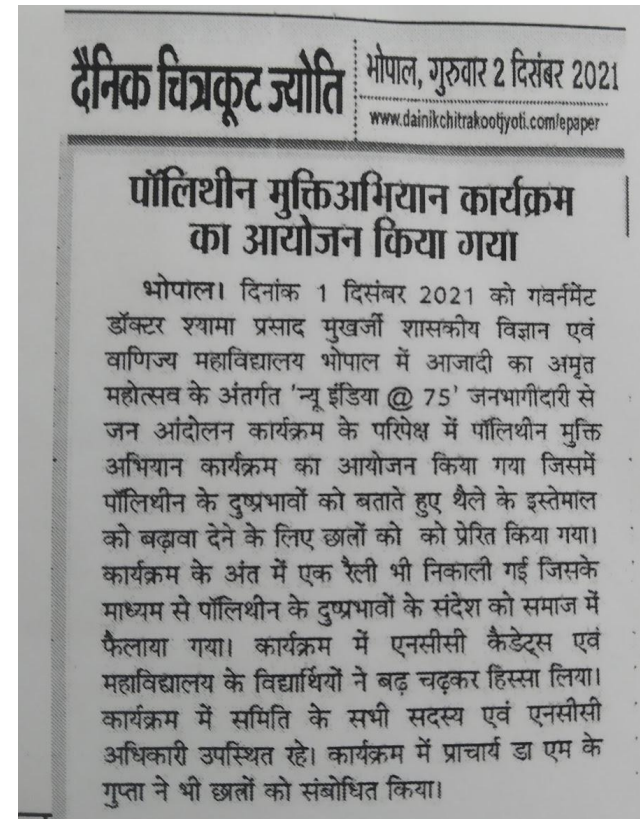 दैनिक चित्रकूट ज्योति
भोपाल, गुरुवार 2 दिसंबर 2021
www.dainikchitrakootjyoti.com/epaper
पॉलिथीन मुक्तिअभियान कार्यक्रम
का आयोजन किया गया
भोपाल। दिनांक 1 दिसंबर 2021 को गवर्नमेंट
डॉक्टर श्यामा प्रसाद मुखर्जी शासकीय विज्ञान एवं
वाणिज्य महाविद्यालय भोपाल में आजादी का अमृत
महोत्सव के अंतर्गत 'न्यू इंडिया @ 75' जनभागीदारी से
जन आंदोलन कार्यक्रम के परिपेक्ष में पॉलिथीन मुक्ति
अभियान कार्यक्रम का आयोजन किया गया जिसमें
पॉलिथीन के दुष्प्रभावों को बताते हुए थैले के इस्तेमाल
को बढ़ावा देने के लिए छालों को को प्रेरित किया गया।
कार्यक्रम के अंत में एक रैली भी निकाली गई जिसके
माध्यम से पॉलिथीन के दुष्प्रभावों के संदेश को समाज में
फैलाया गया। कार्यक्रम में एनसीसी कैडेट्स एवं
महाविद्यालय के विद्यार्थियों ने बढ़ चढ़कर हिस्सा लिया।
कार्यक्रम में समिति के सभी सदस्य एवं एनसीसी
अधिकारी उपस्थित रहे। कार्यक्रम में प्राचार्य डा एम के
गुप्ता ने भी छालों को संबोधित किया।